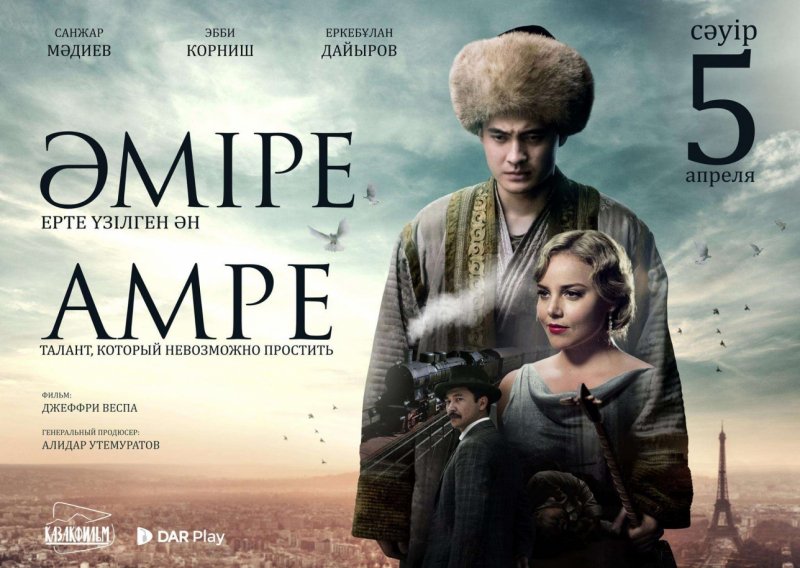 САНЖАР
МӘДИЕВ
ЭББИ
КОРНИШ
ЕРКЕБҰЛАН
ДАЙЫРОВ
сәуір
5
апреля
ӘМІРЕ
ЕРТЕ ҮЗІЛГЕН ӘН
АМРЕ
ТАЛАНТ, КОТОРЫЙ НЕВОЗМОЖНО ПРОСТИТЬ
ФИЛЬМ:
ДЖЕФФРИ ВЕСПА
ГЕНЕРАЛЬНЫЙ ПРОДЮСЕР:
АЛИДАР УТЕМУРАТОВ
ҚАЗАҚФИЛЬМ
DAR Play